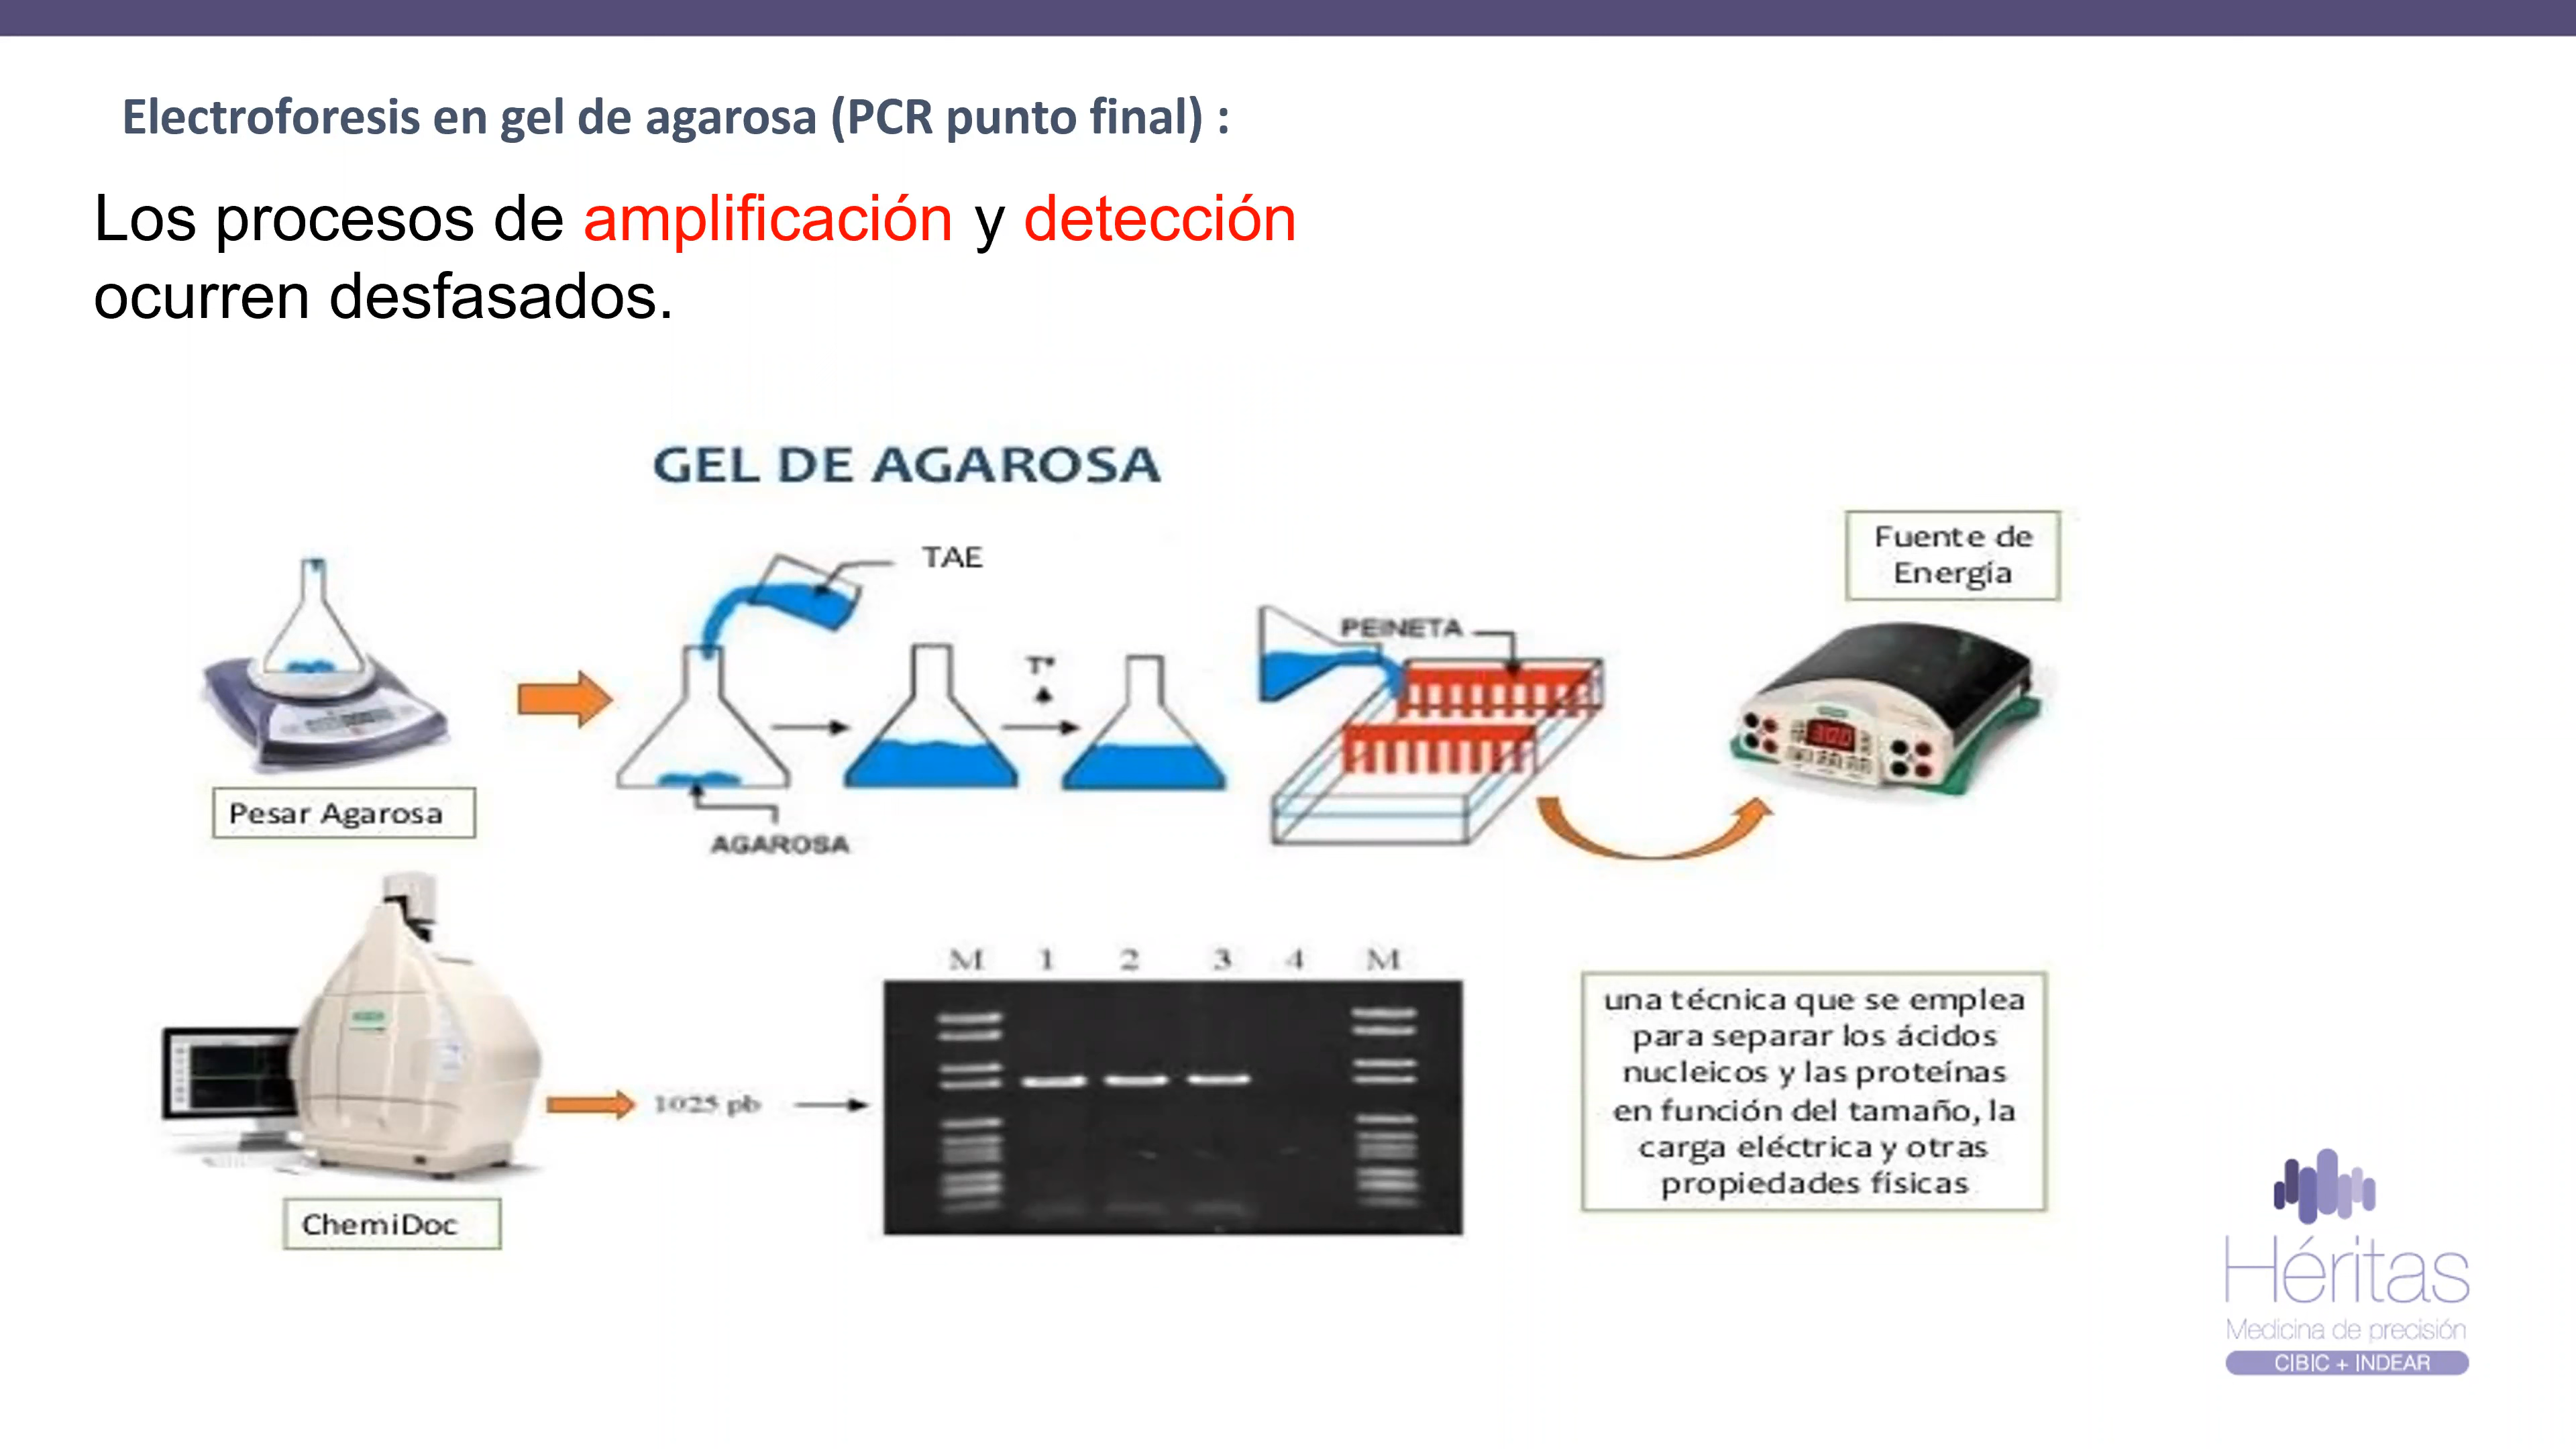 Electroforesis en gel de agarosa (PCR punto final) :
Los procesos de amplificación y detección
ocurren desfasados.
GEL DE AGAROSA
TAE
Fuente de
Energía
PEINETA
T°
300
Pesar Agarosa
AGAROSA
M 1 2 3 4 M
1025 pb
ChemiDoc
una técnica que se emplea
para separar los ácidos
nucleicos y las proteínas
en función del tamaño, la
carga eléctrica y otras
propiedades físicas
Héritas
Medicina de precisión
CIBIC + INDEAR